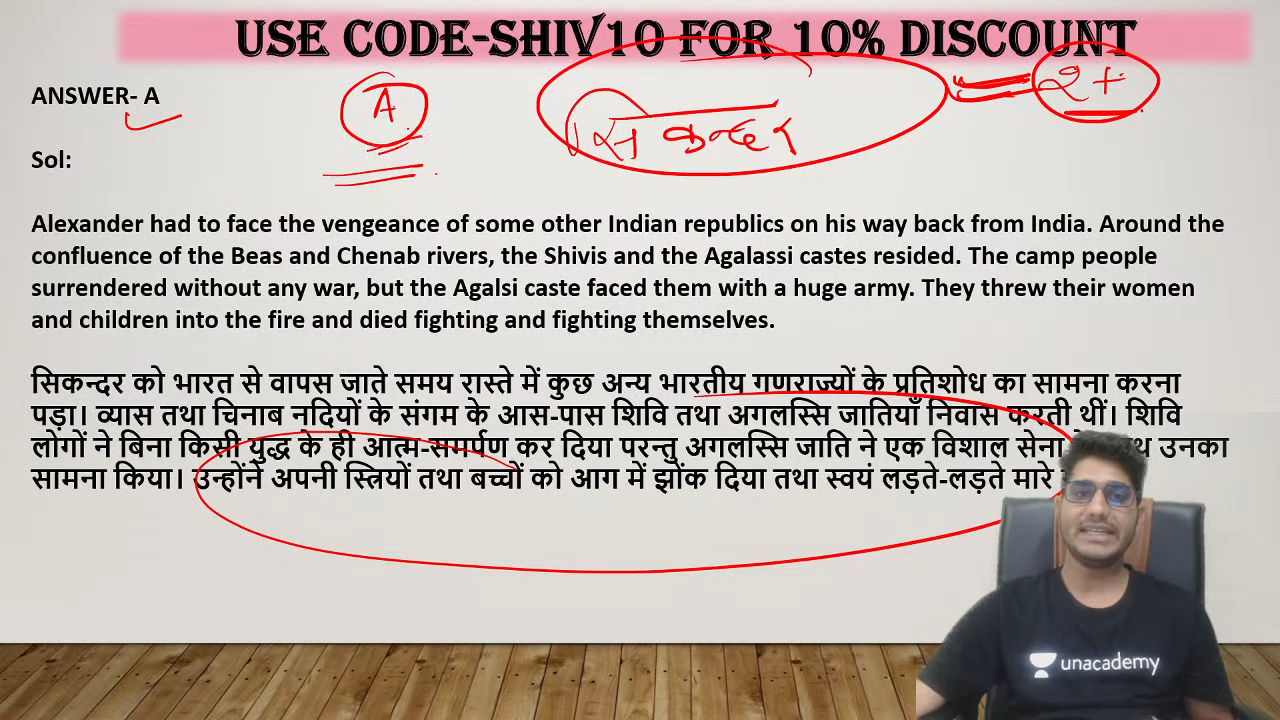 USE CODE-SHIV10 FOR 10% DISCOUNT
ANSWER- A
A
सिकन्दर
Sol:
Alexander had to face the vengeance of some other Indian republics on his way back from India. Around the
confluence of the Beas and Chenab rivers, the Shivis and the Agalassi castes resided. The camp people
surrendered without any war, but the Agalsi caste faced them with a huge army. They threw their women
and children into the fire and died fighting and fighting themselves.
सिकन्दर को भारत से वापस जाते समय रास्ते में कुछ अन्य भारतीय गणराज्यों के प्रतिशोध का सामना करना
पड़ा। व्यास तथा चिनाब नदियों के संगम के आस-पास शिवि तथा अगलस्सि जातियाँ निवास करती थीं। शिवि
लोगों ने बिना किसी युद्ध के ही आत्म-समर्पण कर दिया परन्तु अगलस्सि जाति ने एक विशाल सेना उनका
सामना किया। उन्होंने अपनी स्त्रियों तथा बच्चों को आग में झोंक दिया तथा स्वयं लड़ते-लड़ते मारे
unacademy